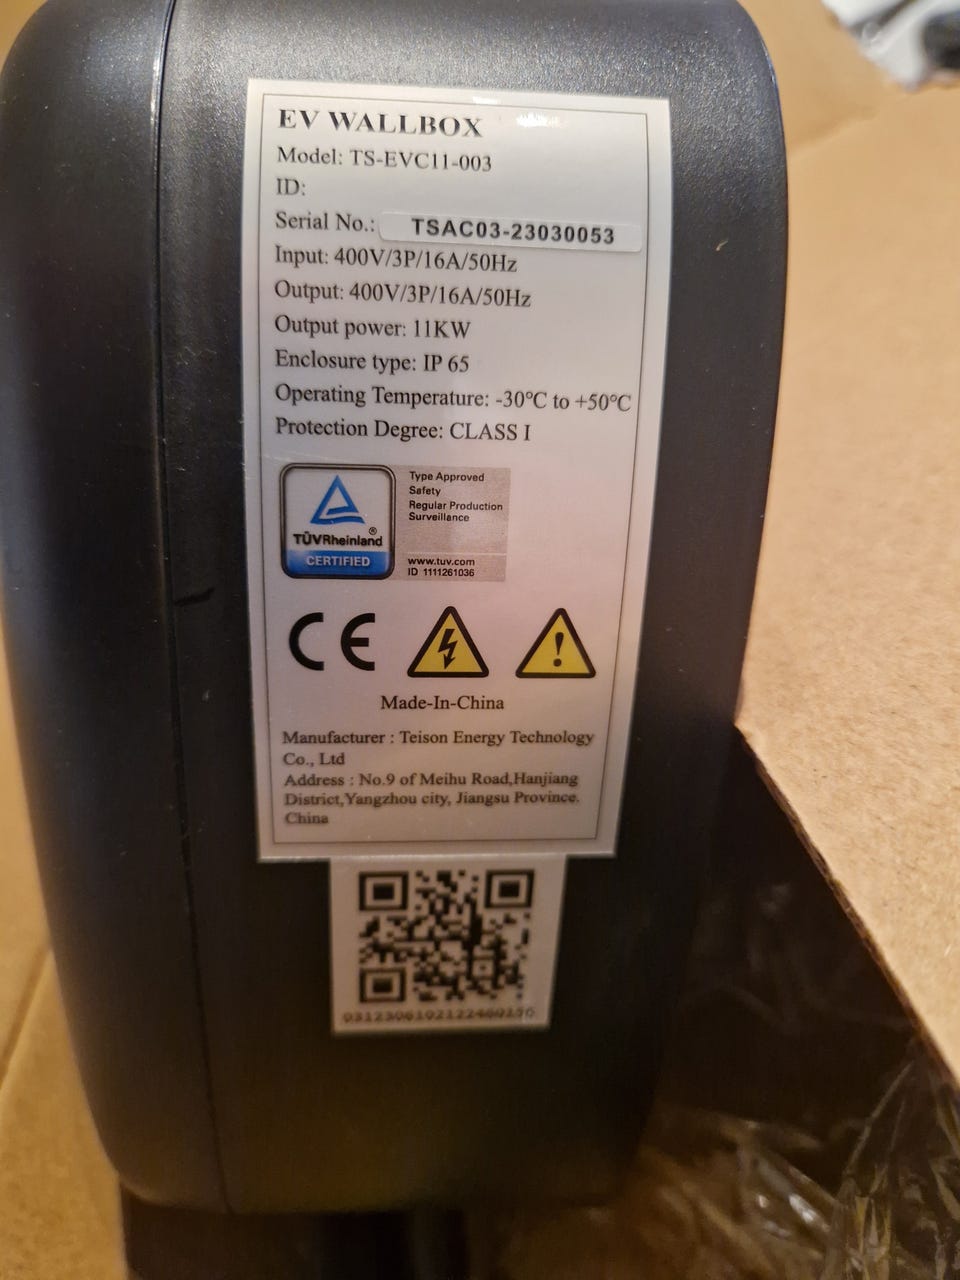 EV WALLBOX
Model: TS-EVC11-003
ID:
Serial No.: TSAC03-23030053
Input: 400V/3P/16A/50Hz
Output: 400V/3P/16A/50Hz
Output power: 11KW
Enclosure type: IP 65
Operating Temperature: -30°C to +50°C
Protection Degree: CLASS I
TÜVRheinland®
CERTIFIED
Type Approved
Safety
Regular Production
Surveillance
www.tuv.com
ID 1111261036
CE
Made-In-China
Manufacturer : Teison Energy Technology
Co., Ltd
Address : No.9 of Meihu Road,Hanjiang
District,Yangzhou city, Jiangsu Province.
China